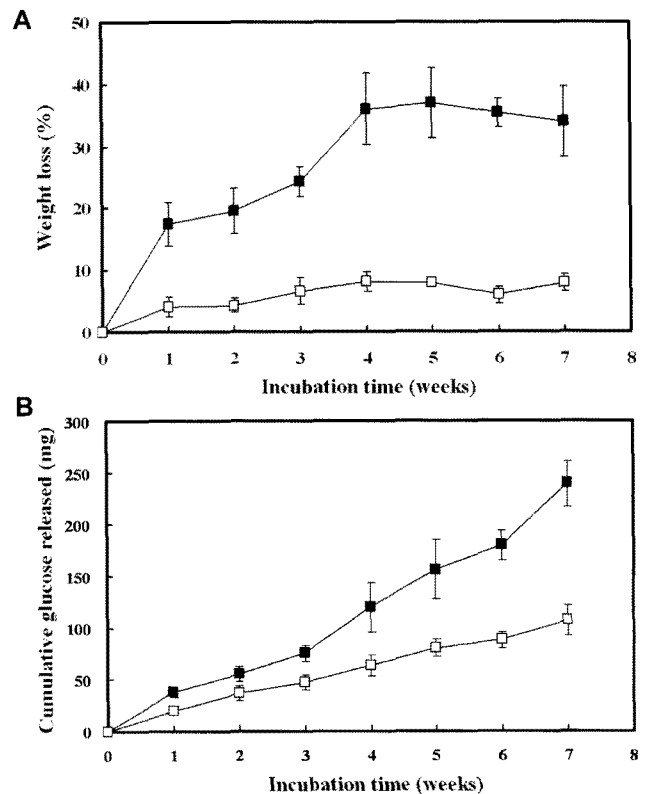 A
50
40
30
20
10
0
Weight loss (%)
0 1 2 3 4 5 6 7 8
Incubation time (weeks)
B
300
250
200
150
100
50
0
Cumulative glucose released (mg)
0 1 2 3 4 5 6 7 8
Incubation time (weeks)